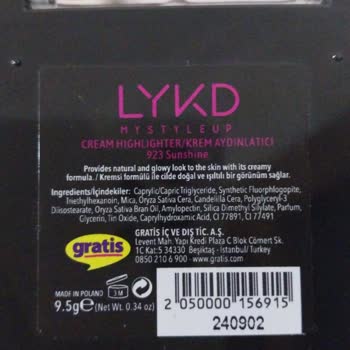 LYKD
MYSTYLEUP
CREAM HIGHLIGHTER/KREM AYDINLATICI
923 Sunshine
Provides natural and glowy look to the skin with its creamy
formula. / Kremsi formülü ile cilde doğal ve ışıltılı bir görünüm sağlar.
Ingredients/İçindekiler: Caprylic/Capric Triglyceride, Synthetic Fluorphlogopite,
Triethylhexanoin, Mica, Oryza Sativa Cera, Candelilla Cera, Polyglyceryl-3
Diisostearate, Oryza Sativa Bran Oil, Amylopectin, Silica Dimethyl Silylate, Parfum,
Glycerin, Tin Oxide, Caprylhydroxamic Acid, CI 77891, CI 77491
gratis
GRATİS İÇ VE DIŞ TİC. A.Ş.
Levent Mah. Yapı Kredi Plaza C Blok Cömert Sk.
1C Kat:5 34330 Beşiktaş - İstanbul/Turkey
0850 210 6 900 · www.gratis.com
MADE IN POLAND
3 M
9.5g e (Net Wt. 0.34 oz)
2 050000 156915
240902